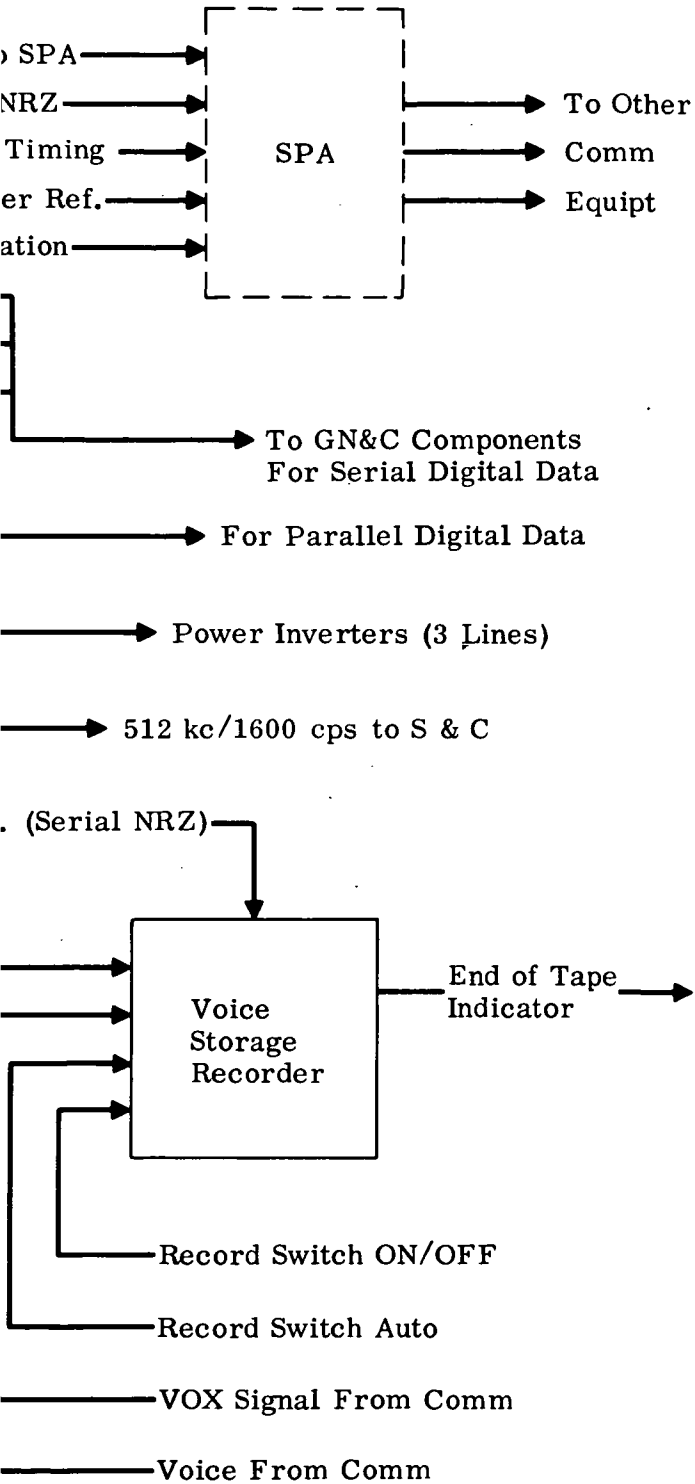 SPA
NRZ
Timing
SPA
Ref.
To Other
Comm
Equipt
To GN&C Components
For Serial Digital Data
For Parallel Digital Data
Power Inverters (3 Lines)
512 kc/1600 cps to S & C
. (Serial NRZ)
Voice
Storage
Recorder
End of Tape
Indicator
Record Switch ON/OFF
Record Switch Auto
VOX Signal From Comm
Voice From Comm